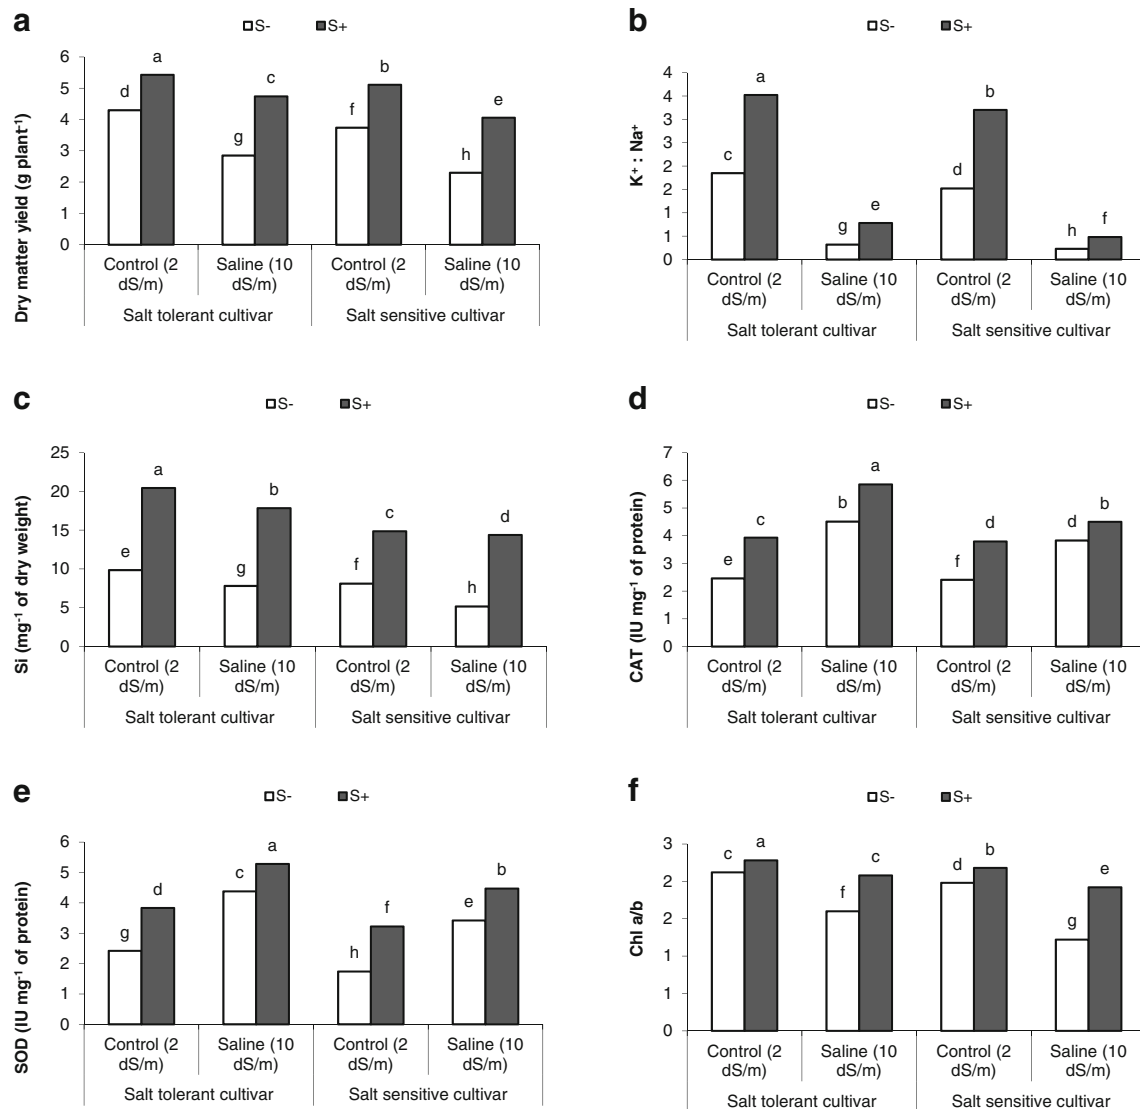 a
S- S+
Dry matter yield (g plant⁻¹)
6
5
4
3
2
1
0
d a g c f b h e
Control (2 dS/m)
Saline (10 dS/m)
Control (2 dS/m)
Saline (10 dS/m)
Salt tolerant cultivar
Salt sensitive cultivar
b
S- S+
K⁺ : Na⁺
4
4
3
3
2
2
1
1
0
c a g e d b h f
Control (2 dS/m)
Saline (10 dS/m)
Control (2 dS/m)
Saline (10 dS/m)
Salt tolerant cultivar
Salt sensitive cultivar
c
S- S+
Si (mg⁻¹ of dry weight)
25
20
15
10
5
0
e a g b f c h d
Control (2 dS/m)
Saline (10 dS/m)
Control (2 dS/m)
Saline (10 dS/m)
Salt tolerant cultivar
Salt sensitive cultivar
d
S- S+
CAT (IU mg⁻¹ of protein)
7
6
5
4
3
2
1
0
e c b a f d d b
Control (2 dS/m)
Saline (10 dS/m)
Control (2 dS/m)
Saline (10 dS/m)
Salt tolerant cultivar
Salt sensitive cultivar
e
S- S+
SOD (IU mg⁻¹ of protein)
6
5
4
3
2
1
0
g d c a h f e b
Control (2 dS/m)
Saline (10 dS/m)
Control (2 dS/m)
Saline (10 dS/m)
Salt tolerant cultivar
Salt sensitive cultivar
f
S- S+
Chl a/b
3
2
2
1
1
0
c a f c d b g e
Control (2 dS/m)
Saline (10 dS/m)
Control (2 dS/m)
Saline (10 dS/m)
Salt tolerant cultivar
Salt sensitive cultivar